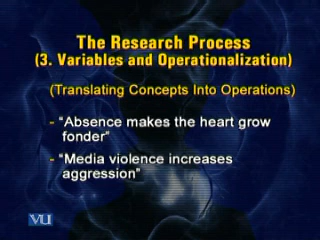 The Research Process
(3. Variables and Operationalization)
(Translating Concepts Into Operations)
- “Absence makes the heart grow
fonder”
- “Media violence increases
aggression”
VU